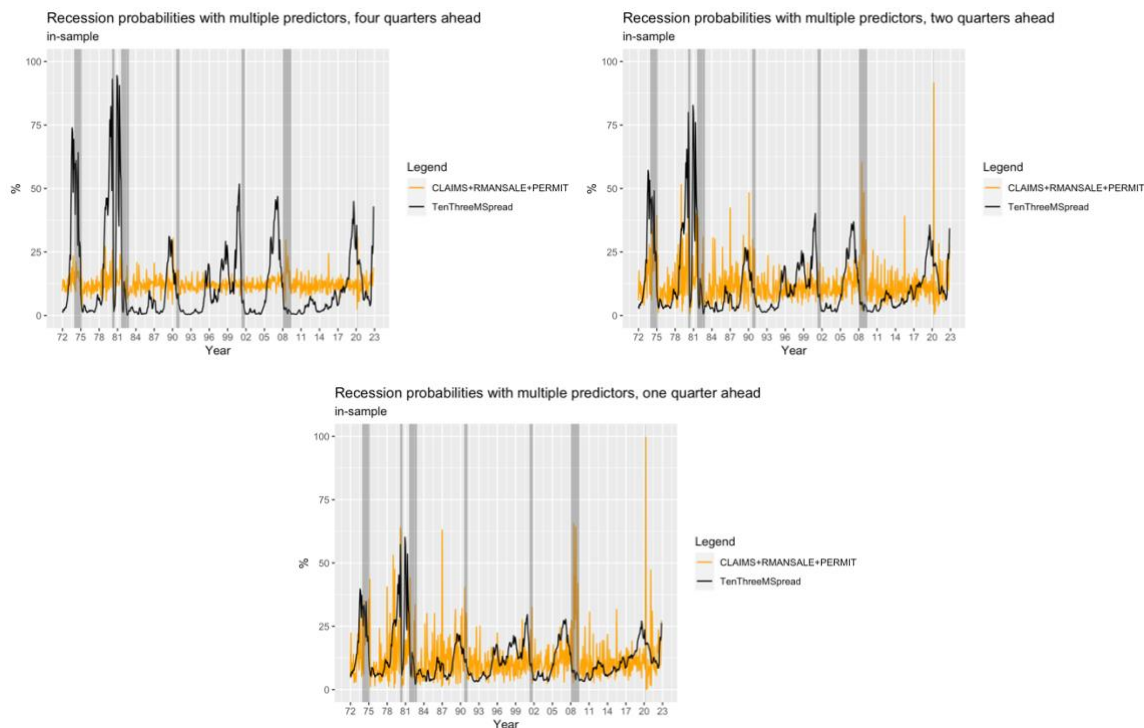 Recession probabilities with multiple predictors, four quarters ahead
in-sample
100
75
50
25
0
%
72 75 78 81 84 87 90 93 96 99 02 05 08 11 14 17 20 23
Year
Legend
CLAIMS+RMANSALE+PERMIT
TenThreeMSpread
Recession probabilities with multiple predictors, two quarters ahead
in-sample
100
75
50
25
0
%
72 75 78 81 84 87 90 93 96 99 02 05 08 11 14 17 20 23
Year
Legend
CLAIMS+RMANSALE+PERMIT
TenThreeMSpread
Recession probabilities with multiple predictors, one quarter ahead
in-sample
100
75
50
25
0
%
72 75 78 81 84 87 90 93 96 99 02 05 08 11 14 17 20 23
Year
Legend
CLAIMS+RMANSALE+PERMIT
TenThreeMSpread